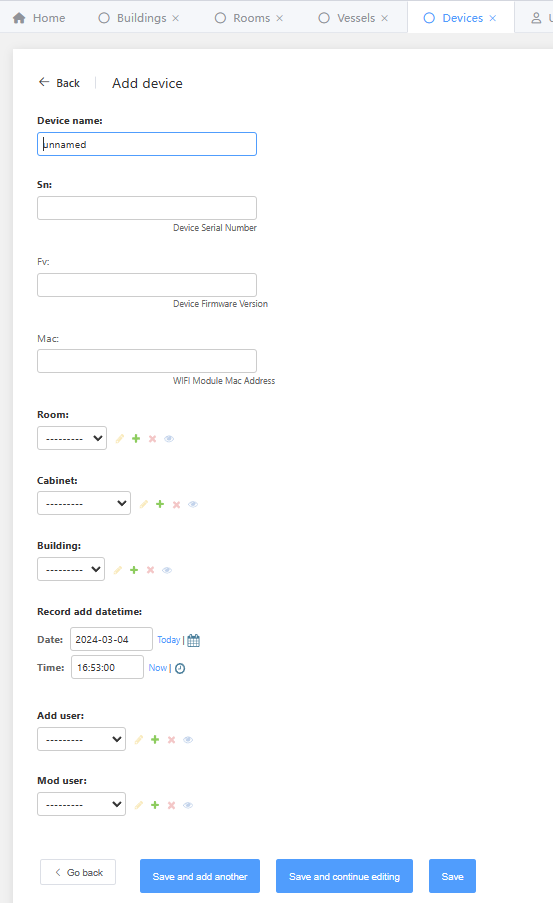 Home Buildings × Rooms × Vessels × Devices ×
Back Add device
Device name:
unnamed
Sn:
Device Serial Number
Fv:
Device Firmware Version
Mac:
WIFI Module Mac Address
Room:
---------
Cabinet:
---------
Building:
---------
Record add datetime:
Date: 2024-03-04 Today |
Time: 16:53:00 Now |
Add user:
---------
Mod user:
---------
Go back Save and add another Save and continue editing Save